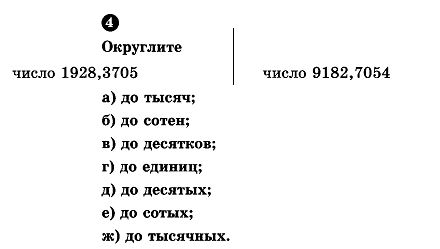 4
Округлите
число 1928,3705 число 9182,7054
а) до тысяч;
б) до сотен;
в) до десятков;
г) до единиц;
д) до десятых;
е) до сотых;
ж) до тысячных.